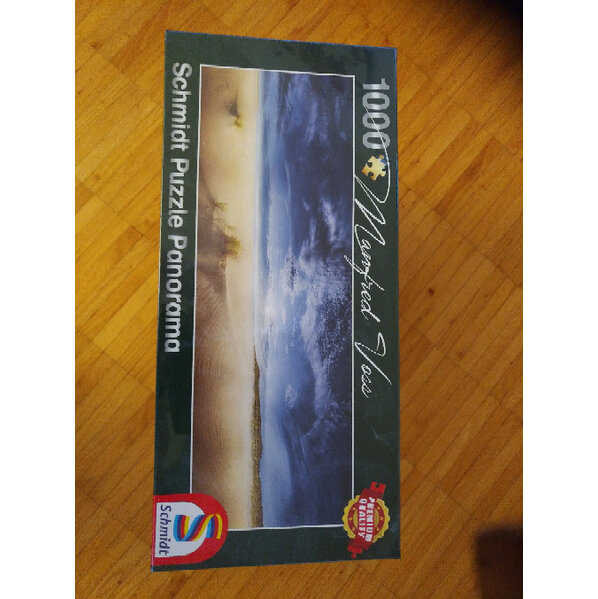 1000 Manfred Voss
PREMIUM
QUALITY
Schmidt Puzzle Panorama
Schmidt